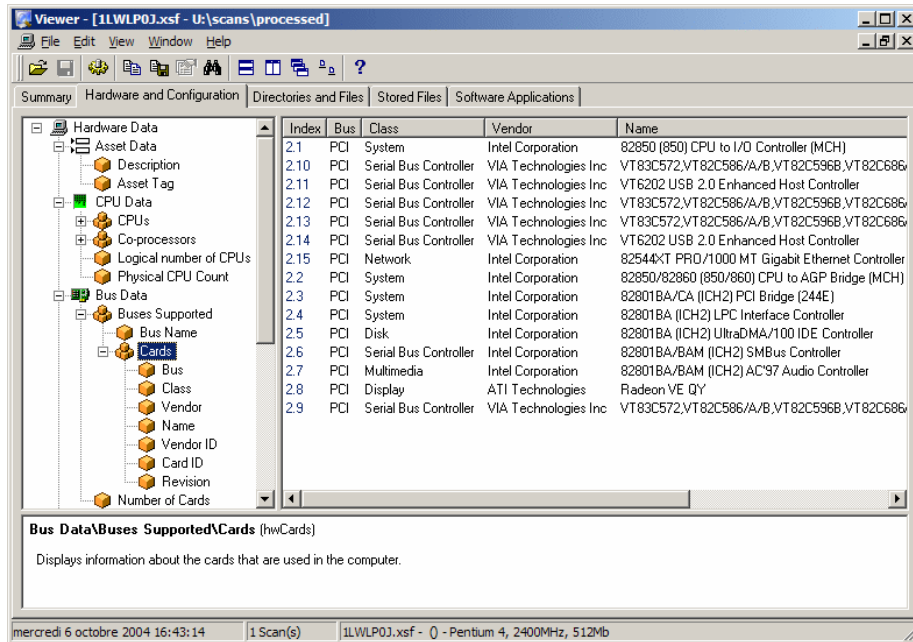 Viewer - [1LWLP0J.xsf - U:\scans\processed]
File Edit View Window Help
Summary Hardware and Configuration Directories and Files Stored Files Software Applications
Hardware Data
Asset Data
Description
Asset Tag
CPU Data
CPUs
Co-processors
Logical number of CPUs
Physical CPU Count
Bus Data
Buses Supported
Bus Name
Cards
Bus
Class
Vendor
Name
Vendor ID
Card ID
Revision
Number of Cards
Index Bus Class Vendor Name
2.1 PCI System Intel Corporation 82850 (850) CPU to I/O Controller (MCH)
2.10 PCI Serial Bus Controller VIA Technologies Inc VT83C572,VT82C586/A/B,VT82C596B,VT82C686/
2.11 PCI Serial Bus Controller VIA Technologies Inc VT6202 USB 2.0 Enhanced Host Controller
2.12 PCI Serial Bus Controller VIA Technologies Inc VT83C572,VT82C586/A/B,VT82C596B,VT82C686/
2.13 PCI Serial Bus Controller VIA Technologies Inc VT83C572,VT82C586/A/B,VT82C596B,VT82C686/
2.14 PCI Serial Bus Controller VIA Technologies Inc VT6202 USB 2.0 Enhanced Host Controller
2.15 PCI Network Intel Corporation 82544XT PRO/1000 MT Gigabit Ethernet Controller
2.2 PCI System Intel Corporation 82850/82860 (850/860) CPU to AGP Bridge (MCH)
2.3 PCI System Intel Corporation 82801BA/CA (ICH2) PCI Bridge (244E)
2.4 PCI System Intel Corporation 82801BA (ICH2) LPC Interface Controller
2.5 PCI Disk Intel Corporation 82801BA (ICH2) UltraDMA/100 IDE Controller
2.6 PCI Serial Bus Controller Intel Corporation 82801BA/BAM (ICH2) SMBus Controller
2.7 PCI Multimedia Intel Corporation 82801BA/BAM (ICH2) AC'97 Audio Controller
2.8 PCI Display ATI Technologies Radeon VE QY
2.9 PCI Serial Bus Controller VIA Technologies Inc VT83C572,VT82C586/A/B,VT82C596B,VT82C686/
Bus Data\Buses Supported\Cards (hwCards)
Displays information about the cards that are used in the computer.
mercredi 6 octobre 2004 16:43:14 1 Scan(s) 1LWLP0J.xsf - () - Pentium 4, 2400MHz, 512Mb